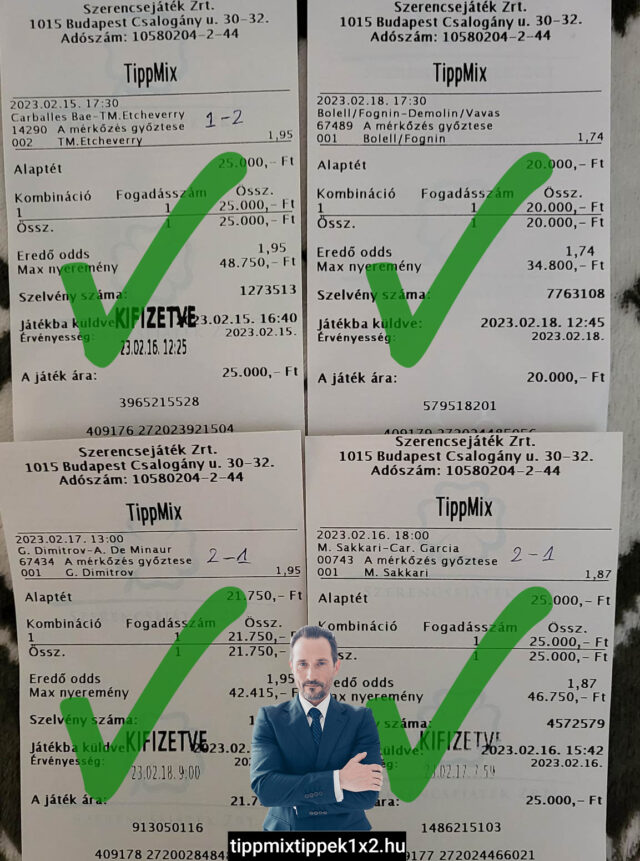 Szerencsejáték Zrt.
1015 Budapest Csalogány u. 30-32.
Adószám: 10580204-2-44
TippMix
2023.02.15. 17:30
Carballes Bae-TM.Etcheverry
1-2
14290 A mérkőzés győztese
002 TM.Etcheverry 1,95
Alaptét 25.000,- Ft
Kombináció Fogadásszám Össz.
1 1 25.000,- Ft
Össz. 1 25.000,- Ft
Eredő odds 1,95
Max nyeremény 48.750,- Ft
Szelvény száma: 1273513
KIFIZETVE
Játékba küldve 23.02.15. 16:40
Érvényesség: 2023.02.15.
23.02.16. 12:25
A játék ára: 25.000,- Ft
3965215528
409176 272023921504
Szerencsejáték Zrt.
1015 Budapest Csalogány u. 30-32.
Adószám: 10580204-2-44
TippMix
2023.02.18. 17:30
Bolell/Fognin-Demolin/Vavas
67489 A mérkőzés győztese
001 Bolell/Fognin 1,74
Alaptét 20.000,- Ft
Kombináció Fogadásszám Össz.
1 1 20.000,- Ft
Össz. 1 20.000,- Ft
Eredő odds 1,74
Max nyeremény 34.800,- Ft
Szelvény száma: 7763108
Játékba küldve: 2023.02.18. 12:45
Érvényesség: 2023.02.18.
A játék ára: 20.000,- Ft
579518201
Szerencsejáték Zrt.
1015 Budapest Csalogány u. 30-32.
Adószám: 10580204-2-44
TippMix
2023.02.17. 13:00
G. Dimitrov-A. De Minaur
2-1
67434 A mérkőzés győztese
001 G. Dimitrov 1,95
Alaptét 21.750,- Ft
Kombináció Fogadásszám Össz.
1 1 21.750,- Ft
Össz. 1 21.750,- Ft
Eredő odds 1,95
Max nyeremény 42.415,- Ft
Szelvény száma:
KIFIZETVE
Játékba küldve 2023.02.
Érvényesség:
23.02.18. 9:00
A játék ára: 21.7
913050116
Szerencsejáték Zrt.
1015 Budapest Csalogány u. 30-32.
Adószám: 10580204-2-44
TippMix
2023.02.16. 18:00
M. Sakkari-Car. Garcia
2-1
00743 A mérkőzés győztese
001 M. Sakkari 1,87
Alaptét 25.000,- Ft
Kombináció Fogadásszám Össz.
1 25.000,- Ft
Össz. 1 25.000,- Ft
Eredő odds 1,87
Max nyeremény 46.750,- Ft
száma: 4572579
KIFIZETVE
küldve: 2023.02.16. 15:42
2023.02.16.
23.02.17. 7:59
ára: 25.000,- Ft
1486215103
tippmixtippek1x2.hu